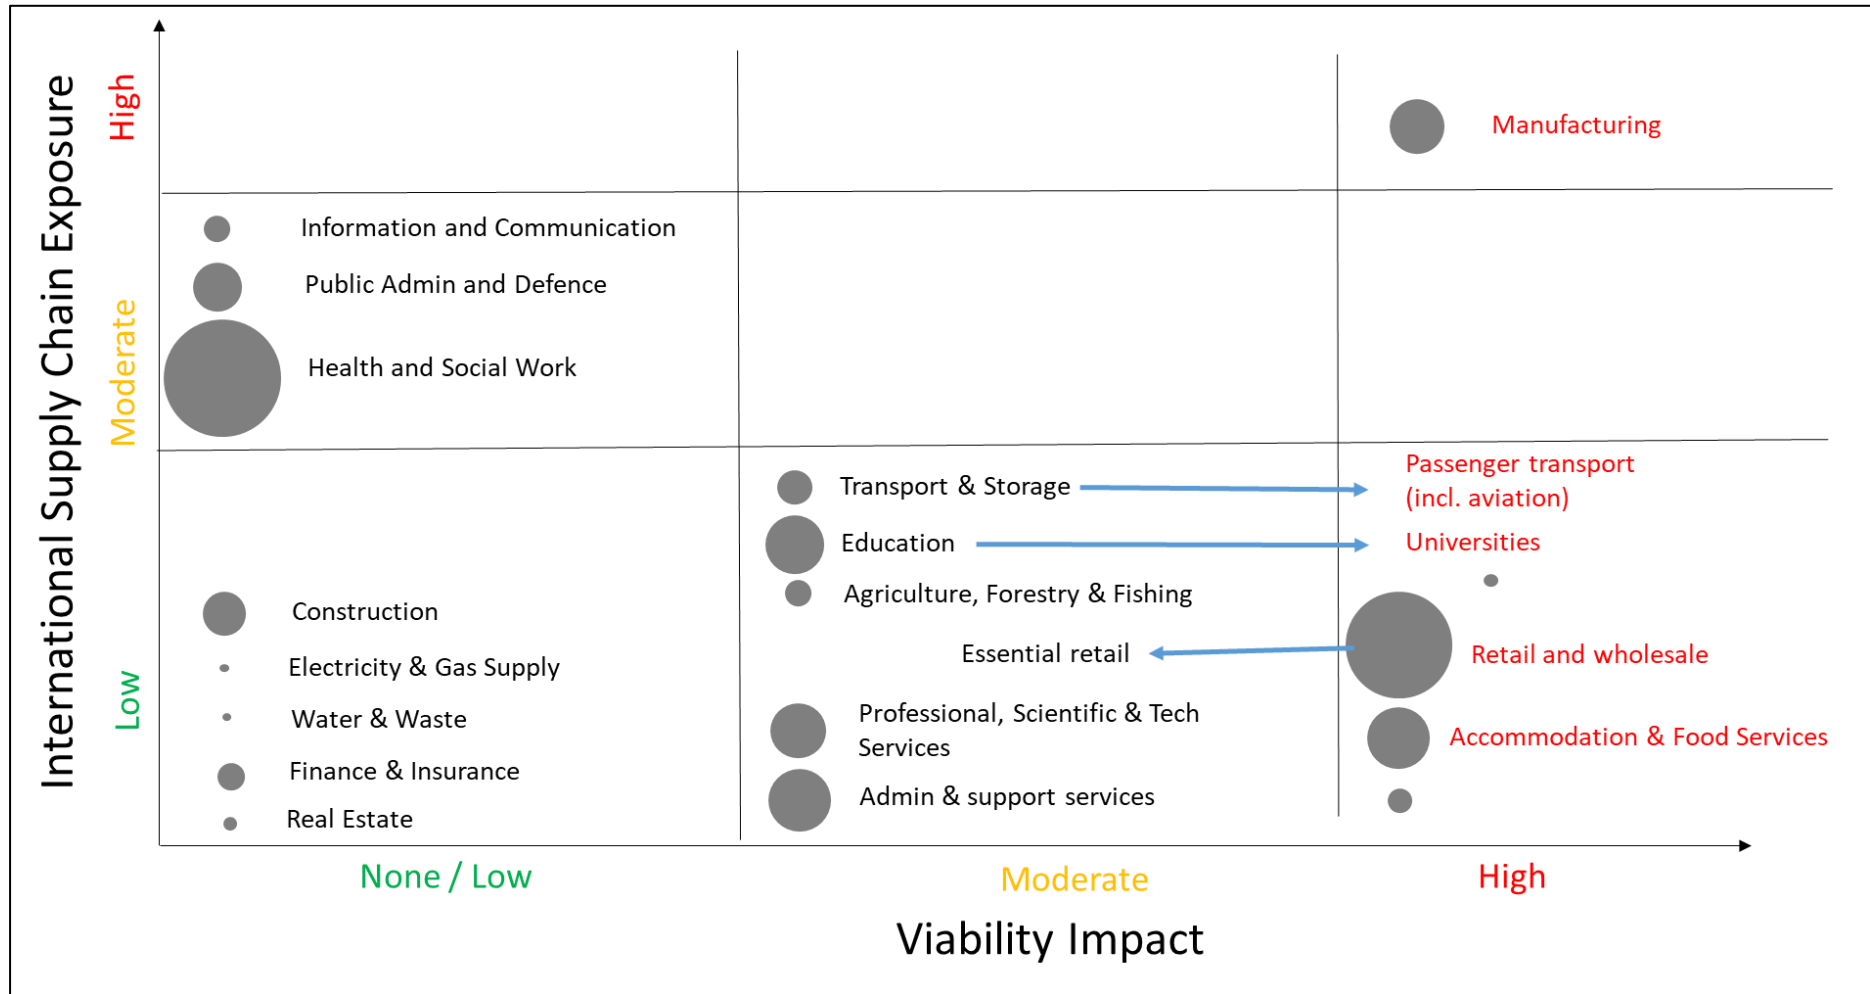 International Supply Chain Exposure
High
Moderate
Low
Manufacturing
Information and Communication
Public Admin and Defence
Health and Social Work
Transport & Storage
Passenger transport
(incl. aviation)
Education
Universities
Agriculture, Forestry & Fishing
Construction
Essential retail
Retail and wholesale
Electricity & Gas Supply
Water & Waste
Professional, Scientific & Tech
Services
Accommodation & Food Services
Finance & Insurance
Admin & support services
Real Estate
None / Low
Moderate
High
Viability Impact